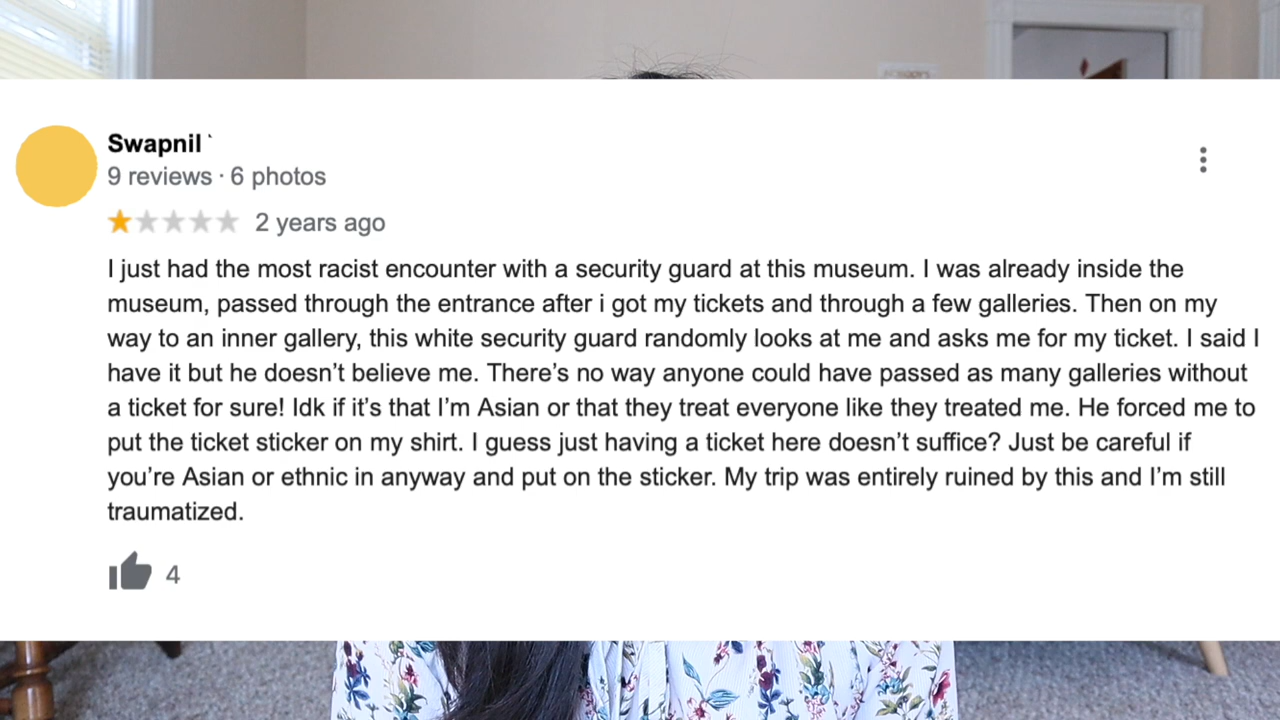 Swapnil `
9 reviews · 6 photos
2 years ago
I just had the most racist encounter with a security guard at this museum. I was already inside the
museum, passed through the entrance after i got my tickets and through a few galleries. Then on my
way to an inner gallery, this white security guard randomly looks at me and asks me for my ticket. I said I
have it but he doesn’t believe me. There’s no way anyone could have passed as many galleries without
a ticket for sure! Idk if it’s that I’m Asian or that they treat everyone like they treated me. He forced me to
put the ticket sticker on my shirt. I guess just having a ticket here doesn’t suffice? Just be careful if
you’re Asian or ethnic in anyway and put on the sticker. My trip was entirely ruined by this and I’m still
traumatized.
4